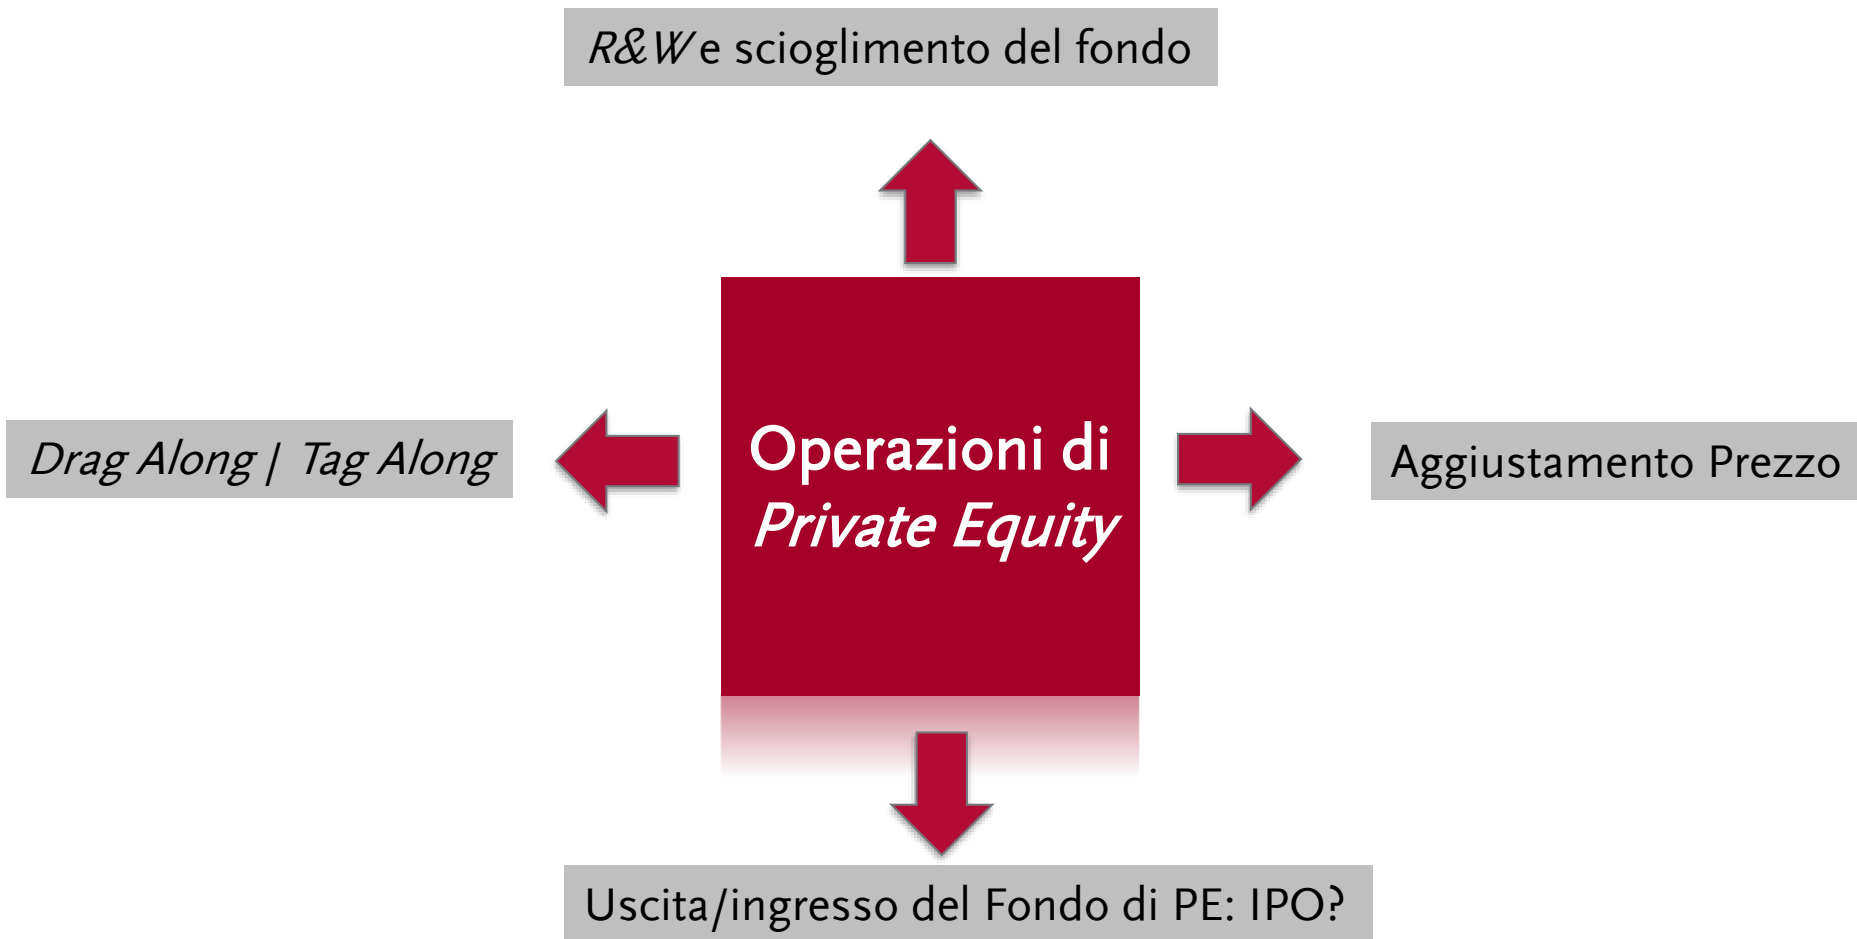 R&W e scioglimento del fondo
Drag Along / Tag Along
Operazioni di
Private Equity
Aggiustamento Prezzo
Uscita/ingresso del Fondo di PE: IPO?